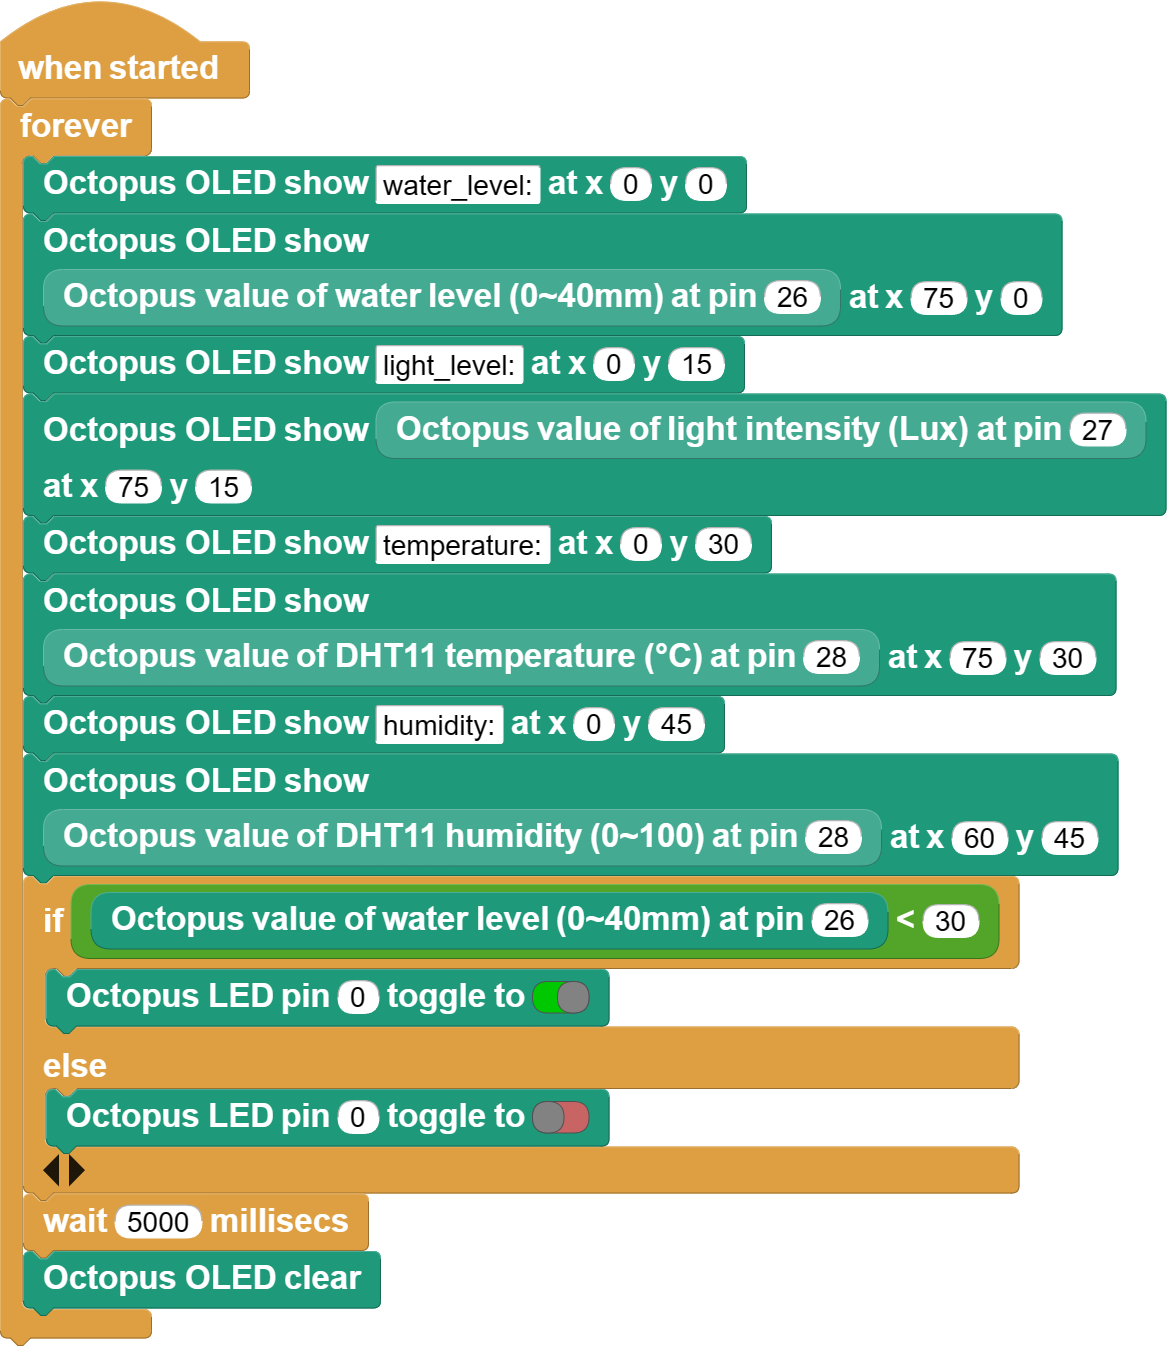 when started
forever
Octopus OLED show water_level: at x 0 y 0
Octopus OLED show
Octopus value of water level (0~40mm) at pin 26 at x 75 y 0
Octopus OLED show light_level: at x 0 y 15
Octopus OLED show Octopus value of light intensity (Lux) at pin 27
at x 75 y 15
Octopus OLED show temperature: at x 0 y 30
Octopus OLED show
Octopus value of DHT11 temperature (°C) at pin 28 at x 75 y 30
Octopus OLED show humidity: at x 0 y 45
Octopus OLED show
Octopus value of DHT11 humidity (0~100) at pin 28 at x 60 y 45
if Octopus value of water level (0~40mm) at pin 26 < 30
Octopus LED pin 0 toggle to
else
Octopus LED pin 0 toggle to
wait 5000 millisecs
Octopus OLED clear